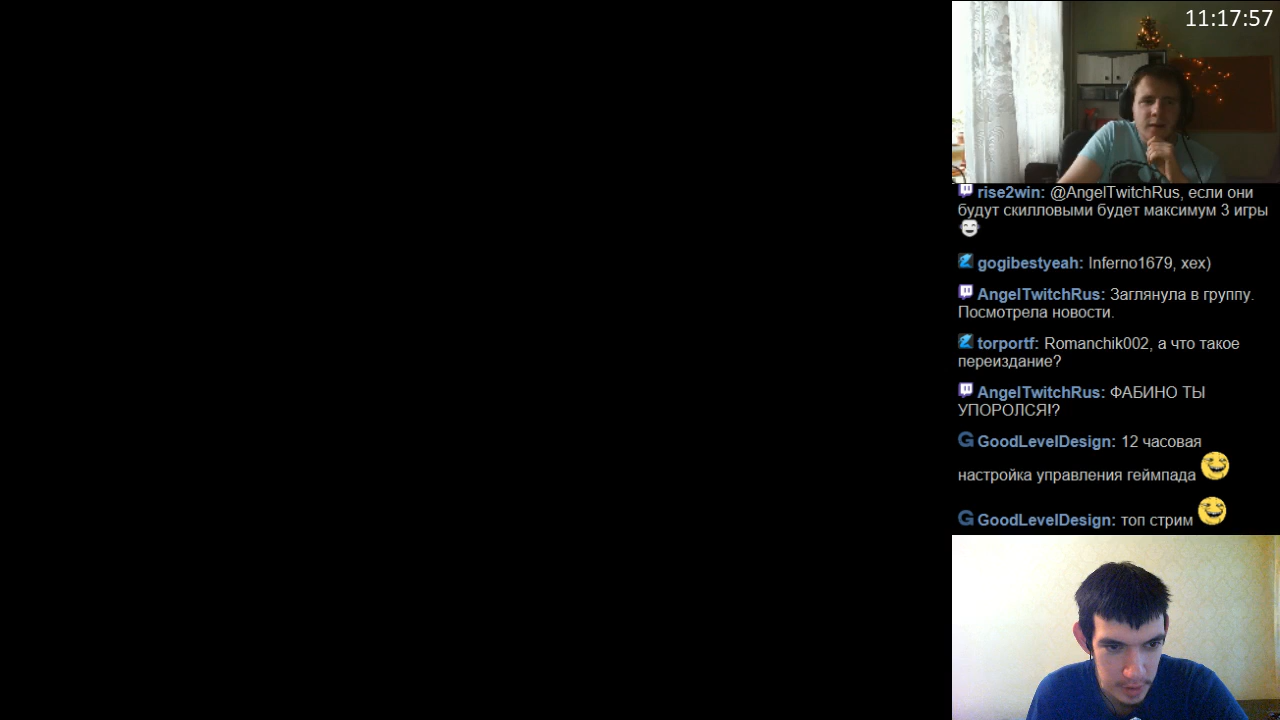 11:17:57
rise2win: @AngelTwitchRus, если они
будут скилловыми будет максимум 3 игры
gogibestyeah: Inferno1679, хех)
AngelTwitchRus: Заглянула в группу.
Посмотрела новости.
torportf: Romanchik002, а что такое
переиздание?
AngelTwitchRus: ФАБИНО ТЫ
УПОРОЛСЯ!?
G GoodLevelDesign: 12 часовая
настройка управления геймпада
G GoodLevelDesign: топ стрим